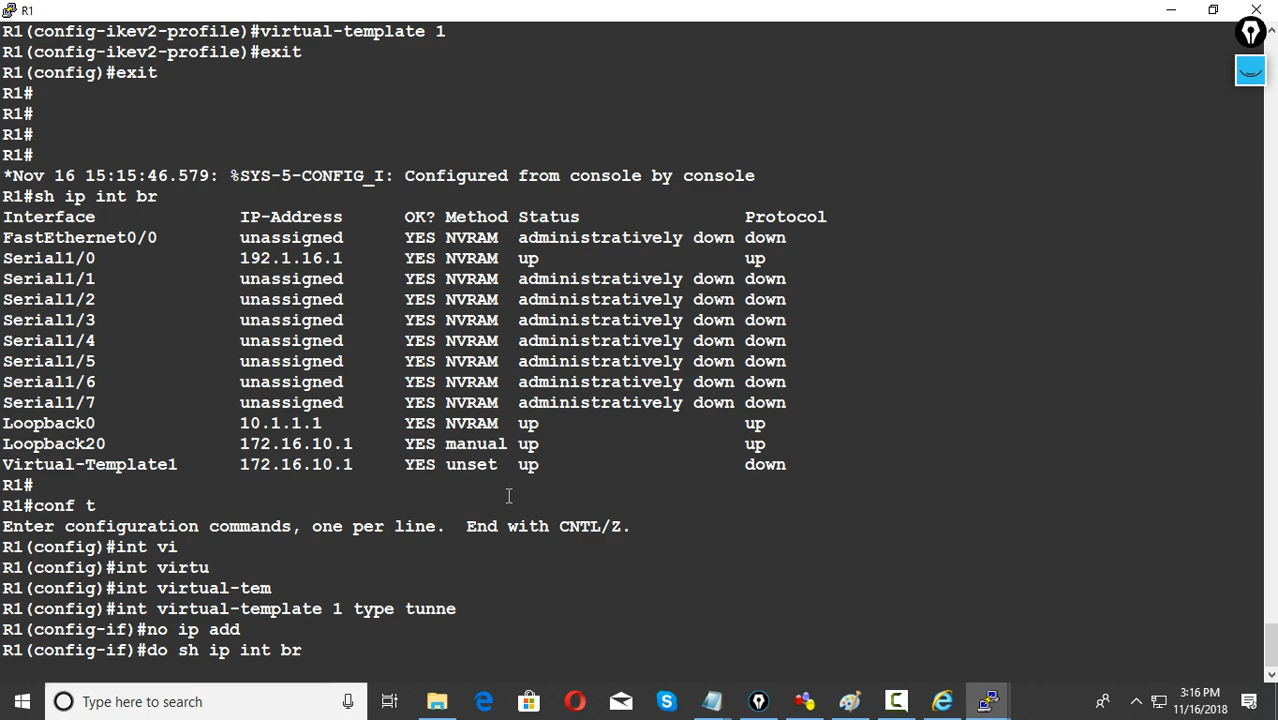 R1
R1(config-ikev2-profile)#virtual-template 1
R1(config-ikev2-profile)#exit
R1(config)#exit
R1#
R1#
R1#
R1#
*Nov 16 15:15:46.579: %SYS-5-CONFIG_I: Configured from console by console
R1#sh ip int br
Interface IP-Address OK? Method Status Protocol
FastEthernet0/0 unassigned YES NVRAM administratively down down
Serial1/0 192.1.16.1 YES NVRAM up up
Serial1/1 unassigned YES NVRAM administratively down down
Serial1/2 unassigned YES NVRAM administratively down down
Serial1/3 unassigned YES NVRAM administratively down down
Serial1/4 unassigned YES NVRAM administratively down down
Serial1/5 unassigned YES NVRAM administratively down down
Serial1/6 unassigned YES NVRAM administratively down down
Serial1/7 unassigned YES NVRAM administratively down down
Loopback0 10.1.1.1 YES NVRAM up up
Loopback20 172.16.10.1 YES manual up up
Virtual-Template1 172.16.10.1 YES unset up down
R1#
R1#conf t
Enter configuration commands, one per line. End with CNTL/Z.
R1(config)#int vi
R1(config)#int virtu
R1(config)#int virtual-tem
R1(config)#int virtual-template 1 type tunne
R1(config-if)#no ip add
R1(config-if)#do sh ip int br
Type here to search
3:16 PM
11/16/2018